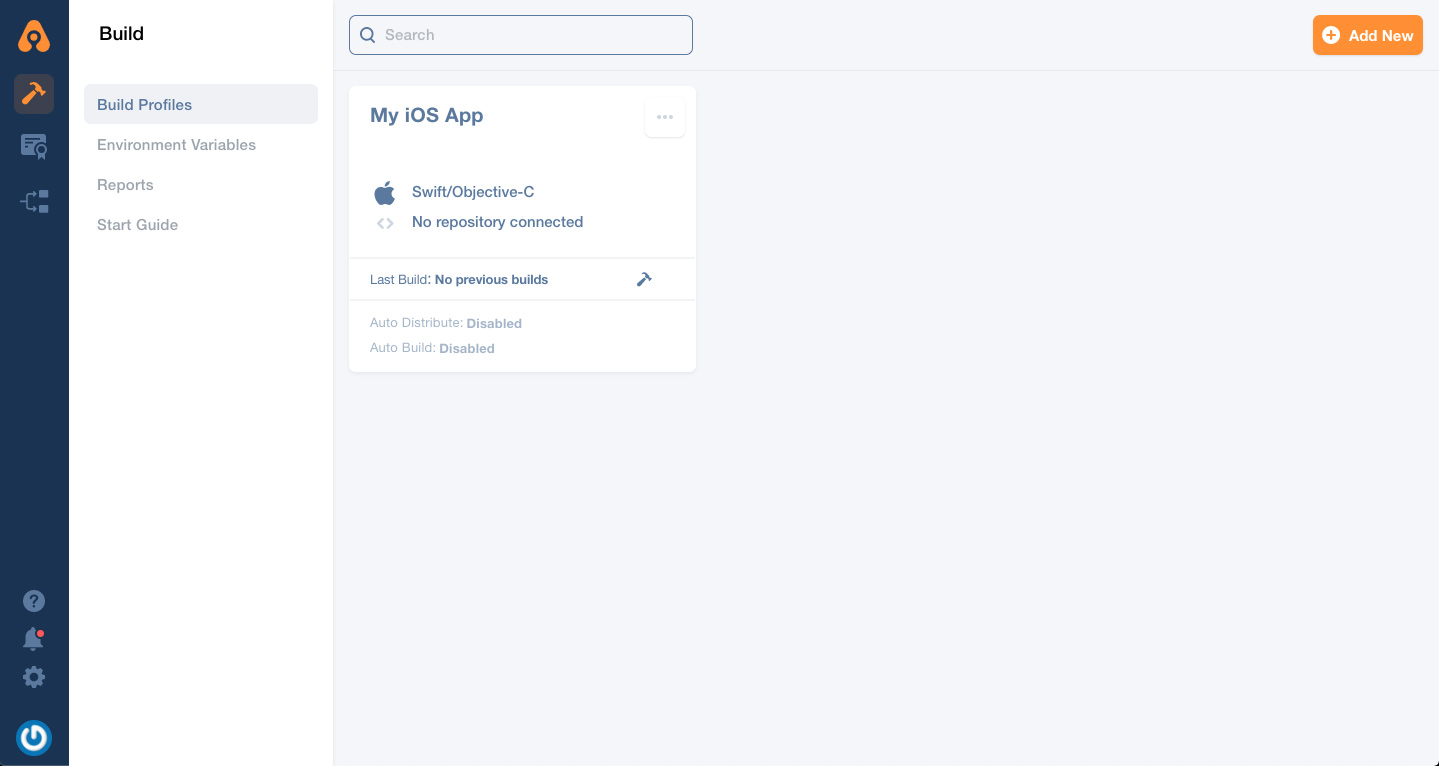 Build
Build Profiles
Environment Variables
Reports
Start Guide
Search
Add New
My iOS App
Swift/Objective-C
No repository connected
Last Build: No previous builds
Auto Distribute: Disabled
Auto Build: Disabled